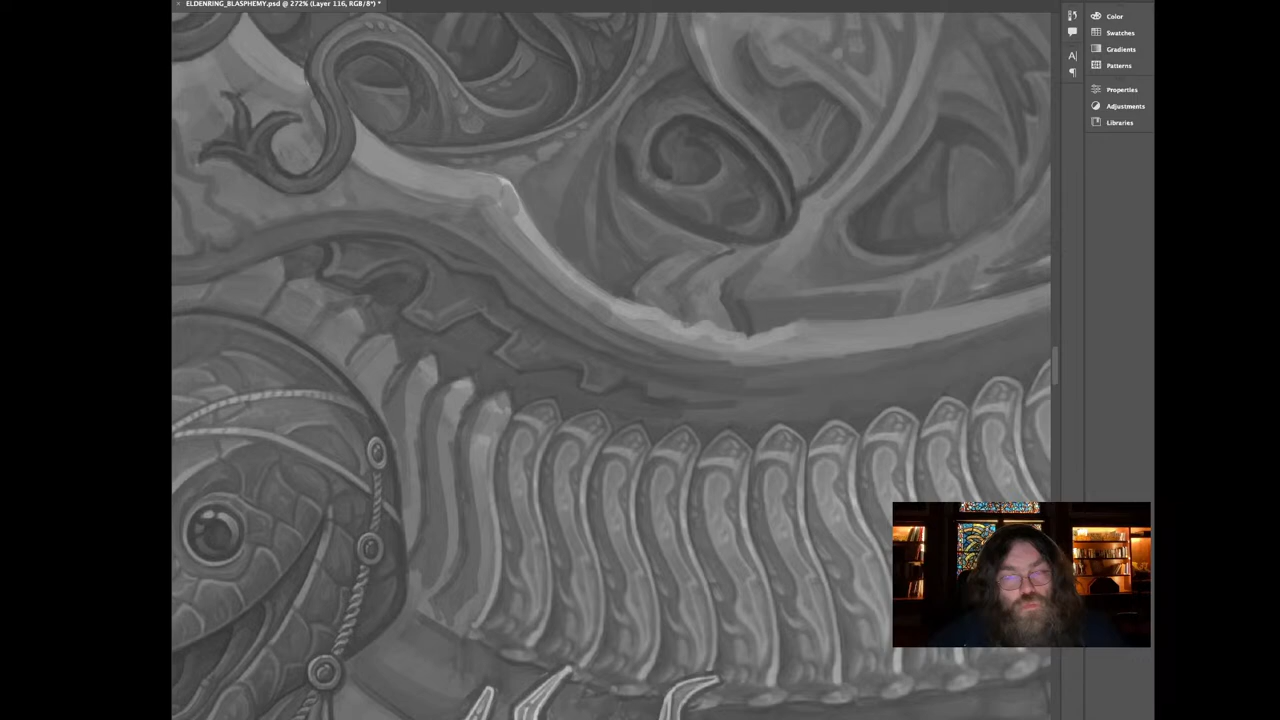 × ELDENRING_BLASPHEMY.psd @ 272% (Layer 116, RGB/8*) *
Color
Swatches
A|
Gradients
Patterns
¶
Properties
Adjustments
Libraries